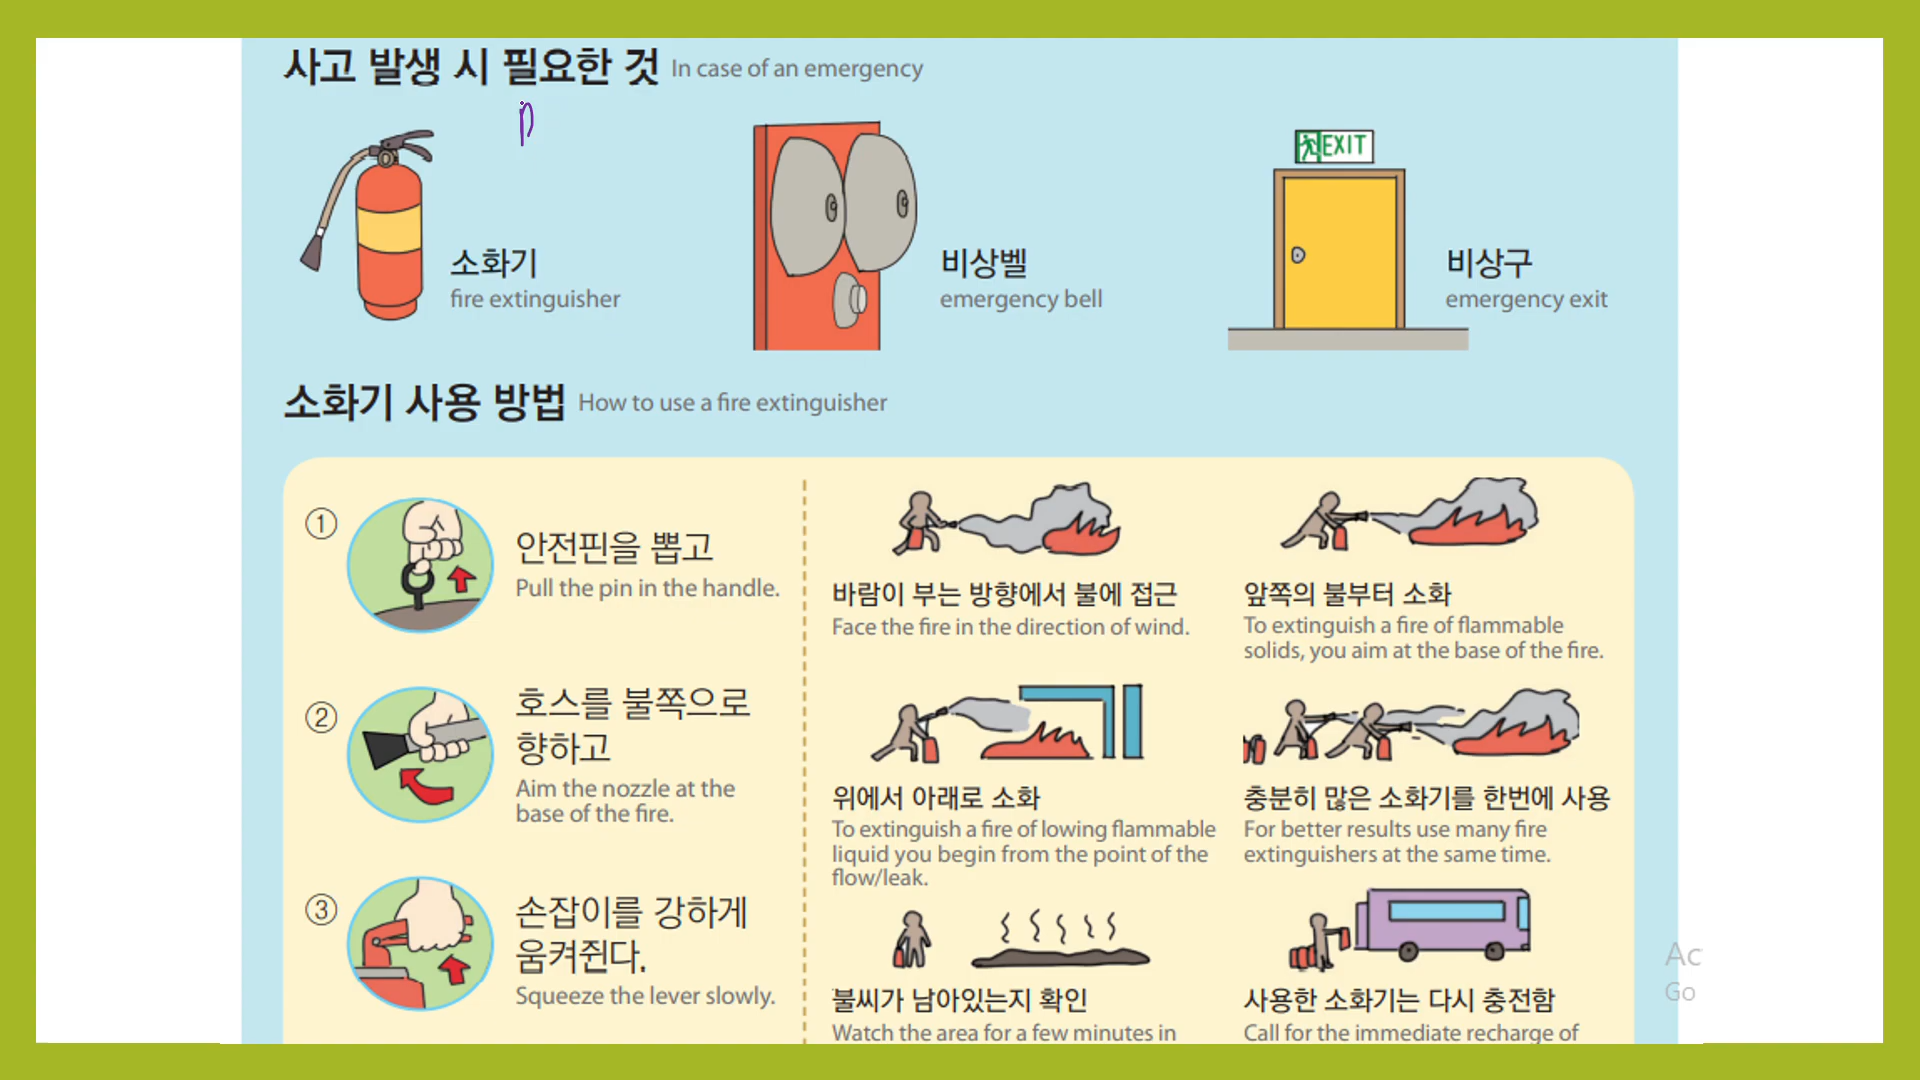 사고 발생 시 필요한 것 In case of an emergency
EXIT
소화기
fire extinguisher
비상벨
emergency bell
비상구
emergency exit
소화기 사용 방법 How to use a fire extinguisher
①
안전핀을 뽑고
Pull the pin in the handle.
②
호스를 불쪽으로
향하고
Aim the nozzle at the
base of the fire.
③
손잡이를 강하게
움켜쥔다.
Squeeze the lever slowly.
바람이 부는 방향에서 불에 접근
Face the fire in the direction of wind.
앞쪽의 불부터 소화
To extinguish a fire of flammable
solids, you aim at the base of the fire.
위에서 아래로 소화
To extinguish a fire of lowing flammable
liquid you begin from the point of the
flow/leak.
충분히 많은 소화기를 한번에 사용
For better results use many fire
extinguishers at the same time.
불씨가 남아있는지 확인
Watch the area for a few minutes in
사용한 소화기는 다시 충전함
Call for the immediate recharge of
Ac
Go